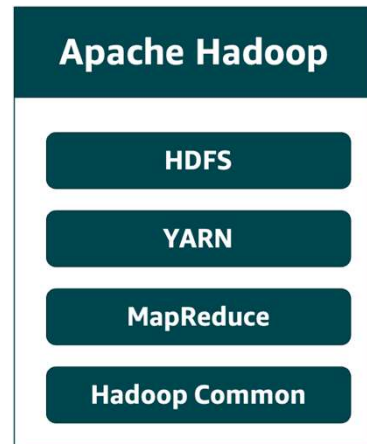 Apache Hadoop
HDFS
YARN
MapReduce
Hadoop Common